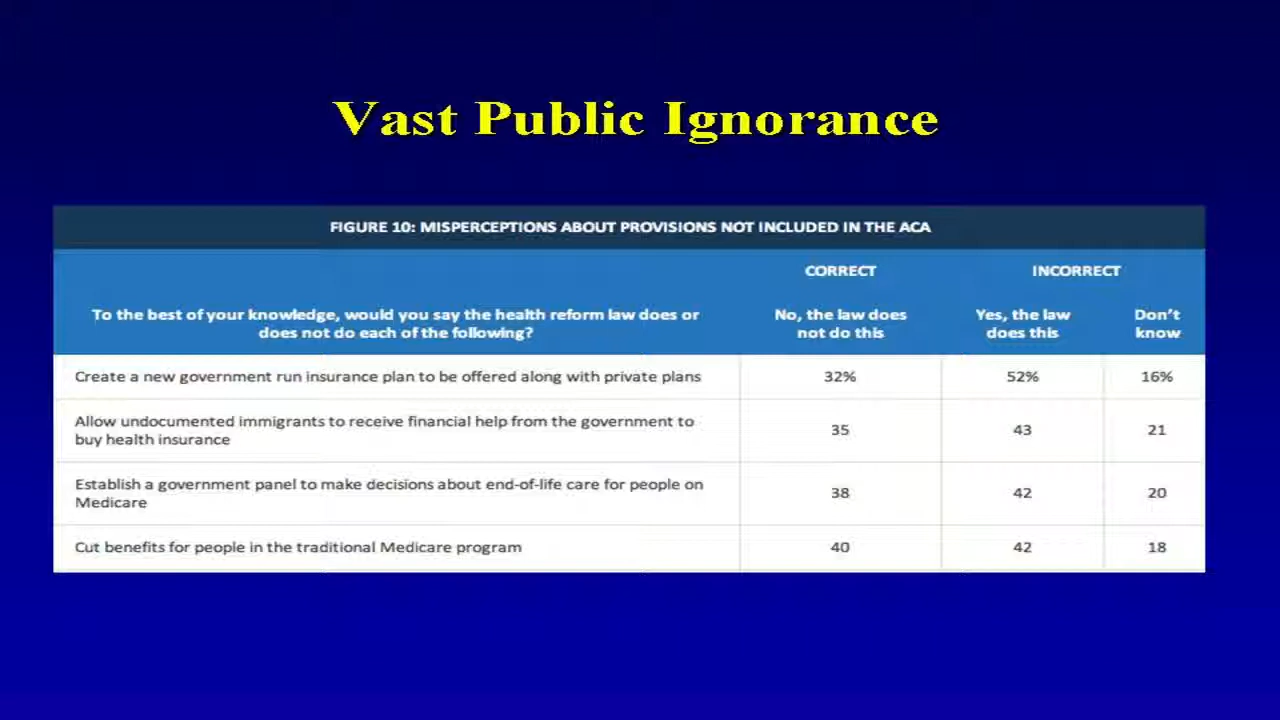 Vast Public Ignorance
FIGURE 10: MISPERCEPTIONS ABOUT PROVISIONS NOT INCLUDED IN THE ACA
CORRECT INCORRECT
To the best of your knowledge, would you say the health reform law does or
does not do each of the following?
No, the law does
not do this
Yes, the law
does this
Don't
know
Create a new government run insurance plan to be offered along with private plans 32% 52% 16%
Allow undocumented immigrants to receive financial help from the government to
buy health insurance
35 43 21
Establish a government panel to make decisions about end-of-life care for people on
Medicare
38 42 20
Cut benefits for people in the traditional Medicare program 40 42 18